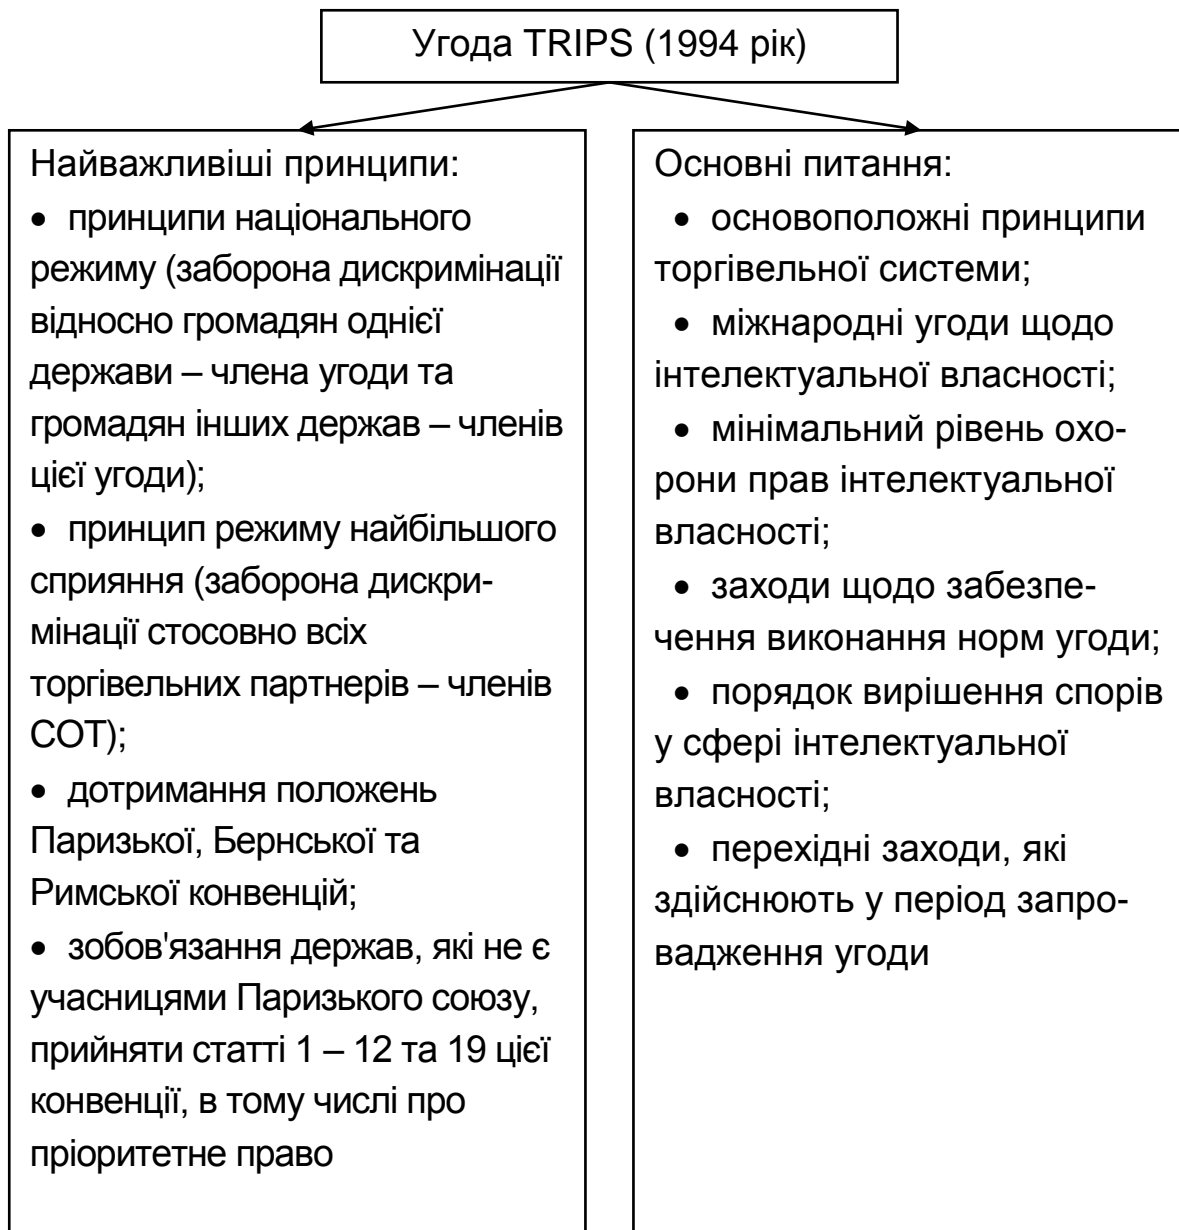 Угода TRIPS (1994 рік)
Найважливіші принципи:
• принципи національного
режиму (заборона дискримінації
відносно громадян однієї
держави – члена угоди та
громадян інших держав – членів
цієї угоди);
• принцип режиму найбільшого
сприяння (заборона дискри-
мінації стосовно всіх
торгівельних партнерів – членів
СОТ);
• дотримання положень
Паризької, Бернської та
Римської конвенцій;
• зобов'язання держав, які не є
учасницями Паризького союзу,
прийняти статті 1 – 12 та 19 цієї
конвенції, в тому числі про
пріоритетне право
Основні питання:
• основоположні принципи
торгівельної системи;
• міжнародні угоди щодо
інтелектуальної власності;
• мінімальний рівень охо-
рони прав інтелектуальної
власності;
• заходи щодо забезпе-
чення виконання норм угоди;
• порядок вирішення спорів
у сфері інтелектуальної
власності;
• перехідні заходи, які
здійснюють у період запро-
вадження угоди